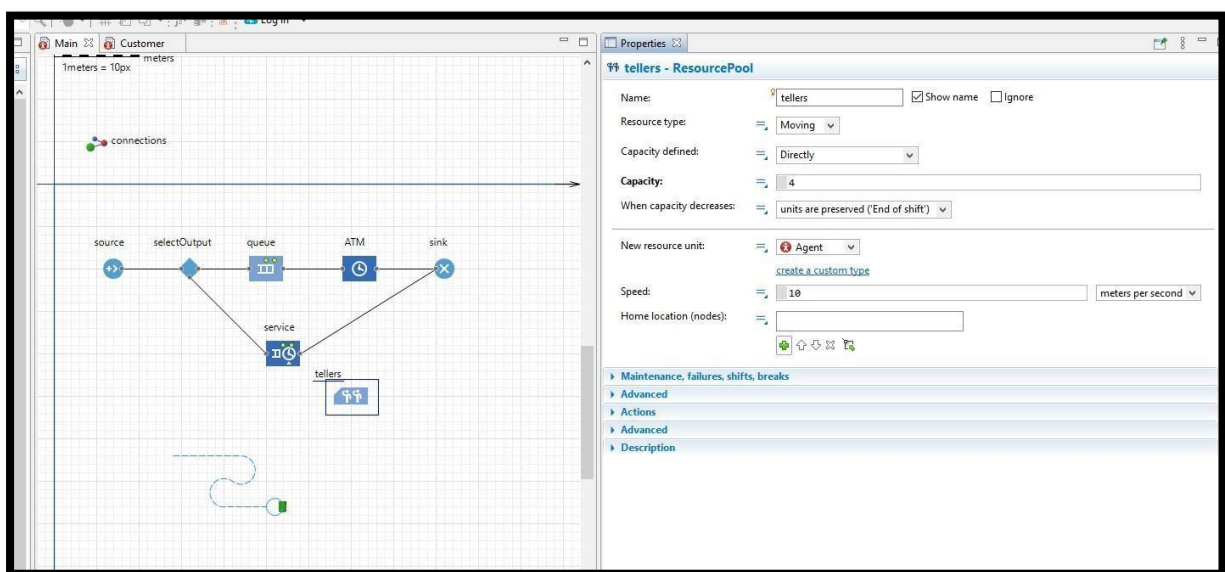 Log in
Main
Customer
1meters = 10px
meters
connections
source
selectOutput
queue
ATM
sink
service
tellers
Properties
tellers - ResourcePool
Name:
tellers
Show name
Ignore
Resource type:
Moving
Capacity defined:
Directly
Capacity:
4
When capacity decreases:
units are preserved ('End of shift')
New resource unit:
Agent
create a custom type
Speed:
10
meters per second
Home location (nodes):
Maintenance, failures, shifts, breaks
Advanced
Actions
Advanced
Description